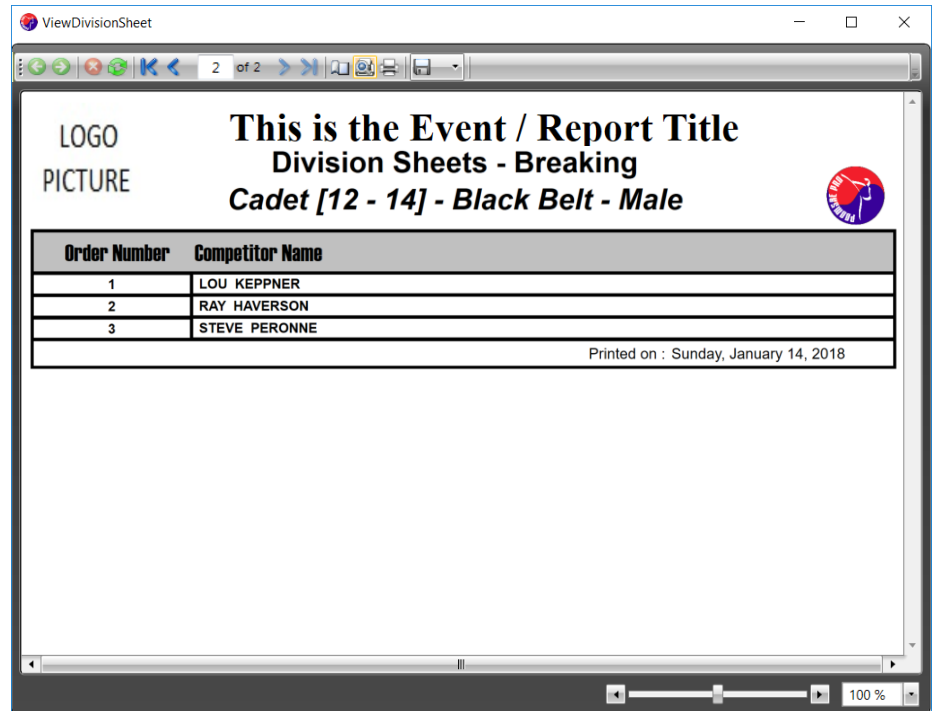 ViewDivisionSheet
2 of 2
LOGO
PICTURE
This is the Event / Report Title
Division Sheets - Breaking
Cadet [12 - 14] - Black Belt - Male
Order Number Competitor Name
1 LOU KEPPNER
2 RAY HAVERSON
3 STEVE PERONNE
Printed on : Sunday, January 14, 2018
100 %